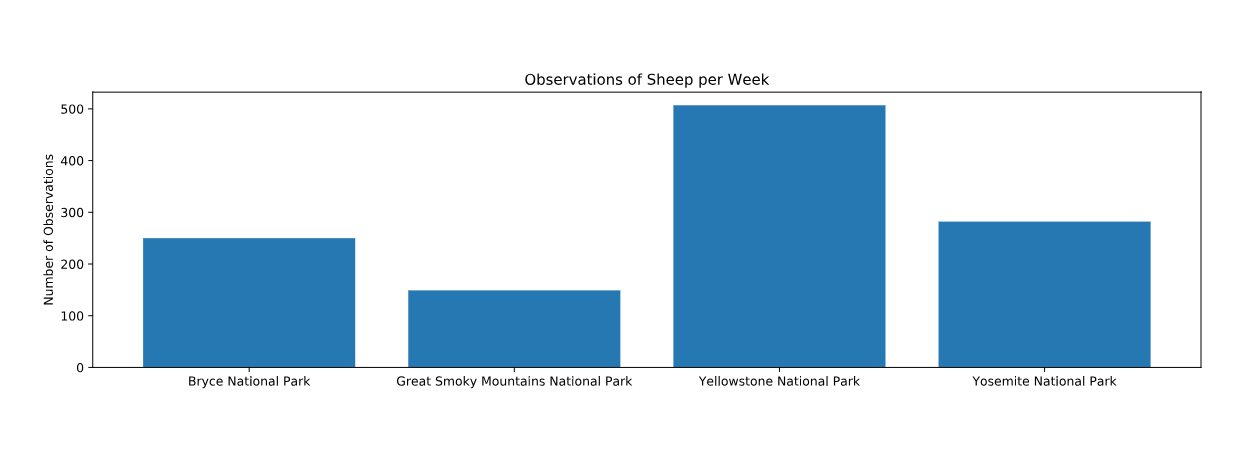 Observations of Sheep per Week
Number of Observations
500
400
300
200
100
0
Bryce National Park
Great Smoky Mountains National Park
Yellowstone National Park
Yosemite National Park